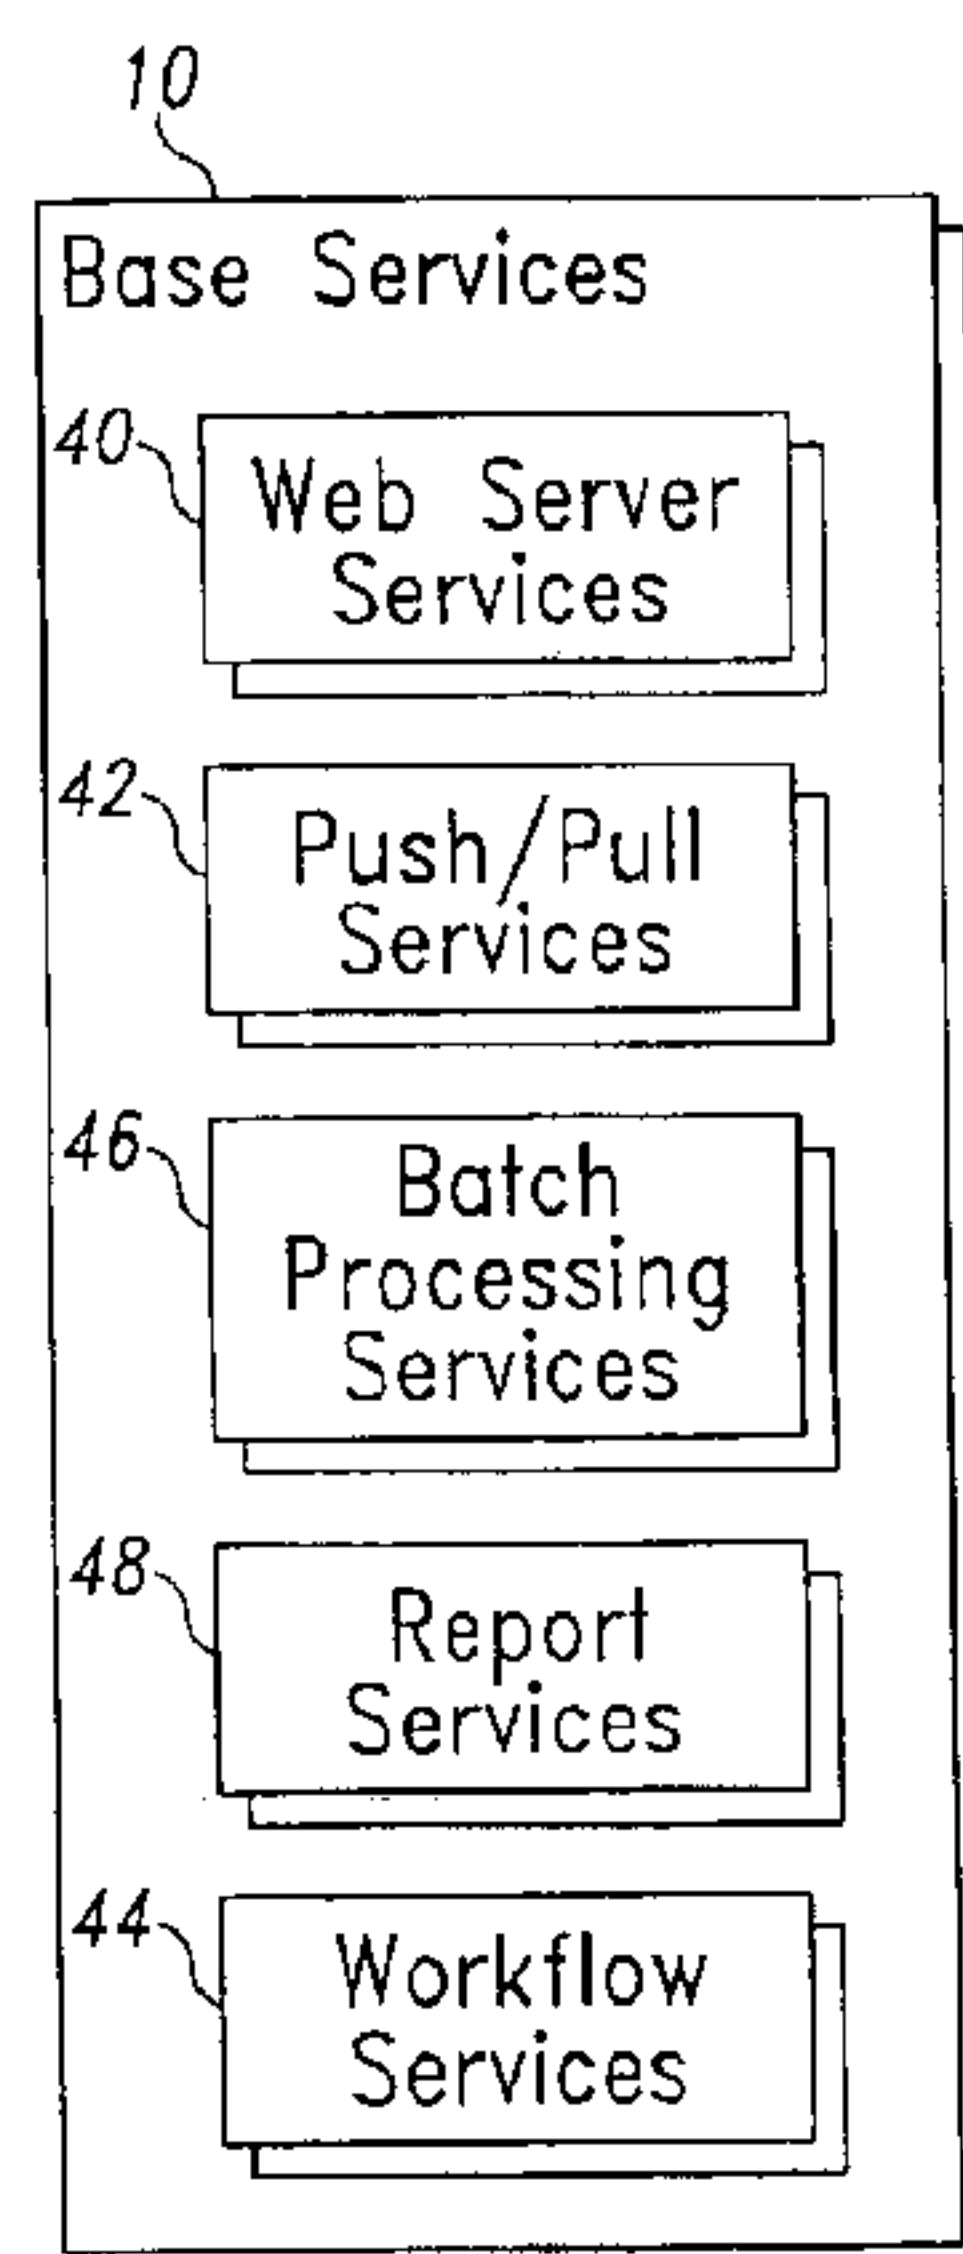 10
Base Services
40
Web Server
Services
42
Push/Pull
Services
46
Batch
Processing
Services
48
Report
Services
44
Workflow
Services